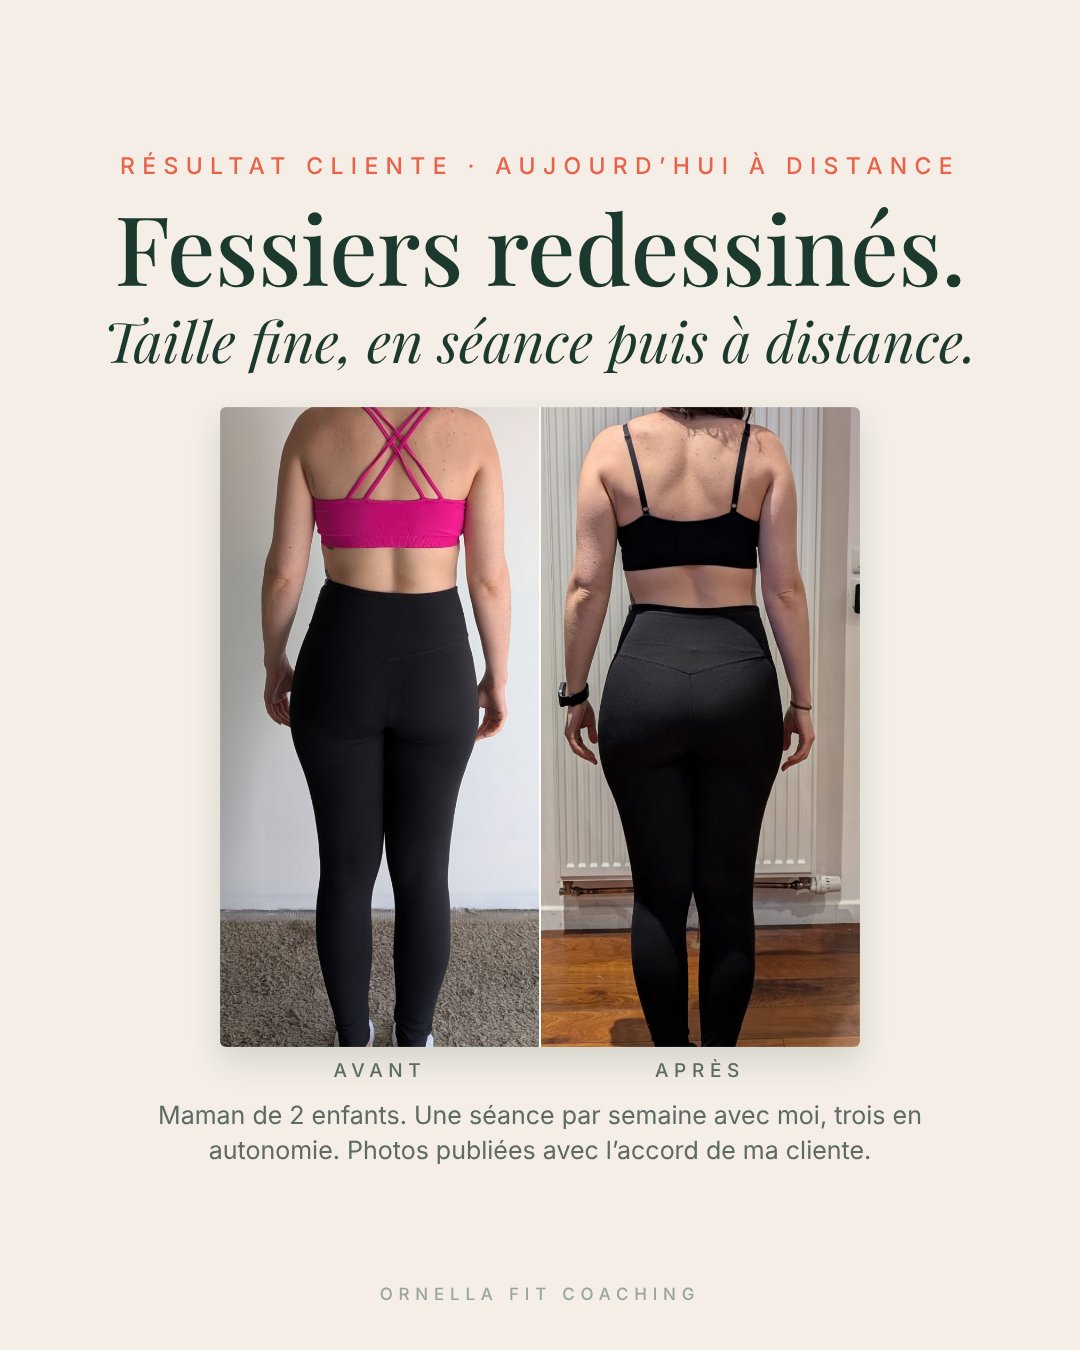 RÉSULTAT CLIENTE · AUJOURD’HUI À DISTANCE
Fessiers redessinés.
Taille fine, en séance puis à distance.
AVANT
APRÈS
Maman de 2 enfants. Une séance par semaine avec moi, trois en
autonomie. Photos publiées avec l’accord de ma cliente.
ORNELLA FIT COACHING